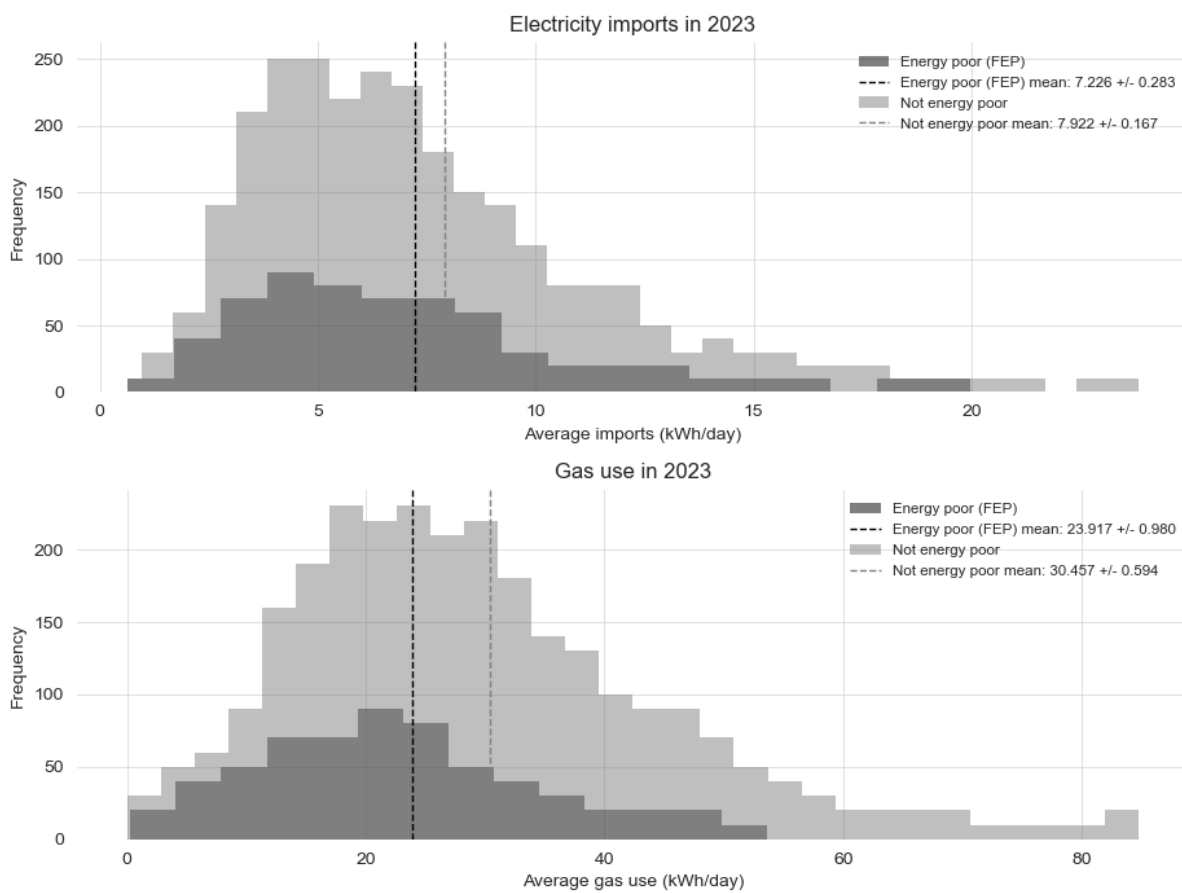 Electricity imports in 2023
Energy poor (FEP)
Energy poor (FEP) mean: 7.226 +/- 0.283
Not energy poor
Not energy poor mean: 7.922 +/- 0.167
Frequency
250
200
150
100
50
0
0 5 10 15 20
Average imports (kWh/day)
Gas use in 2023
Energy poor (FEP)
Energy poor (FEP) mean: 23.917 +/- 0.980
Not energy poor
Not energy poor mean: 30.457 +/- 0.594
Frequency
200
150
100
50
0
0 20 40 60 80
Average gas use (kWh/day)